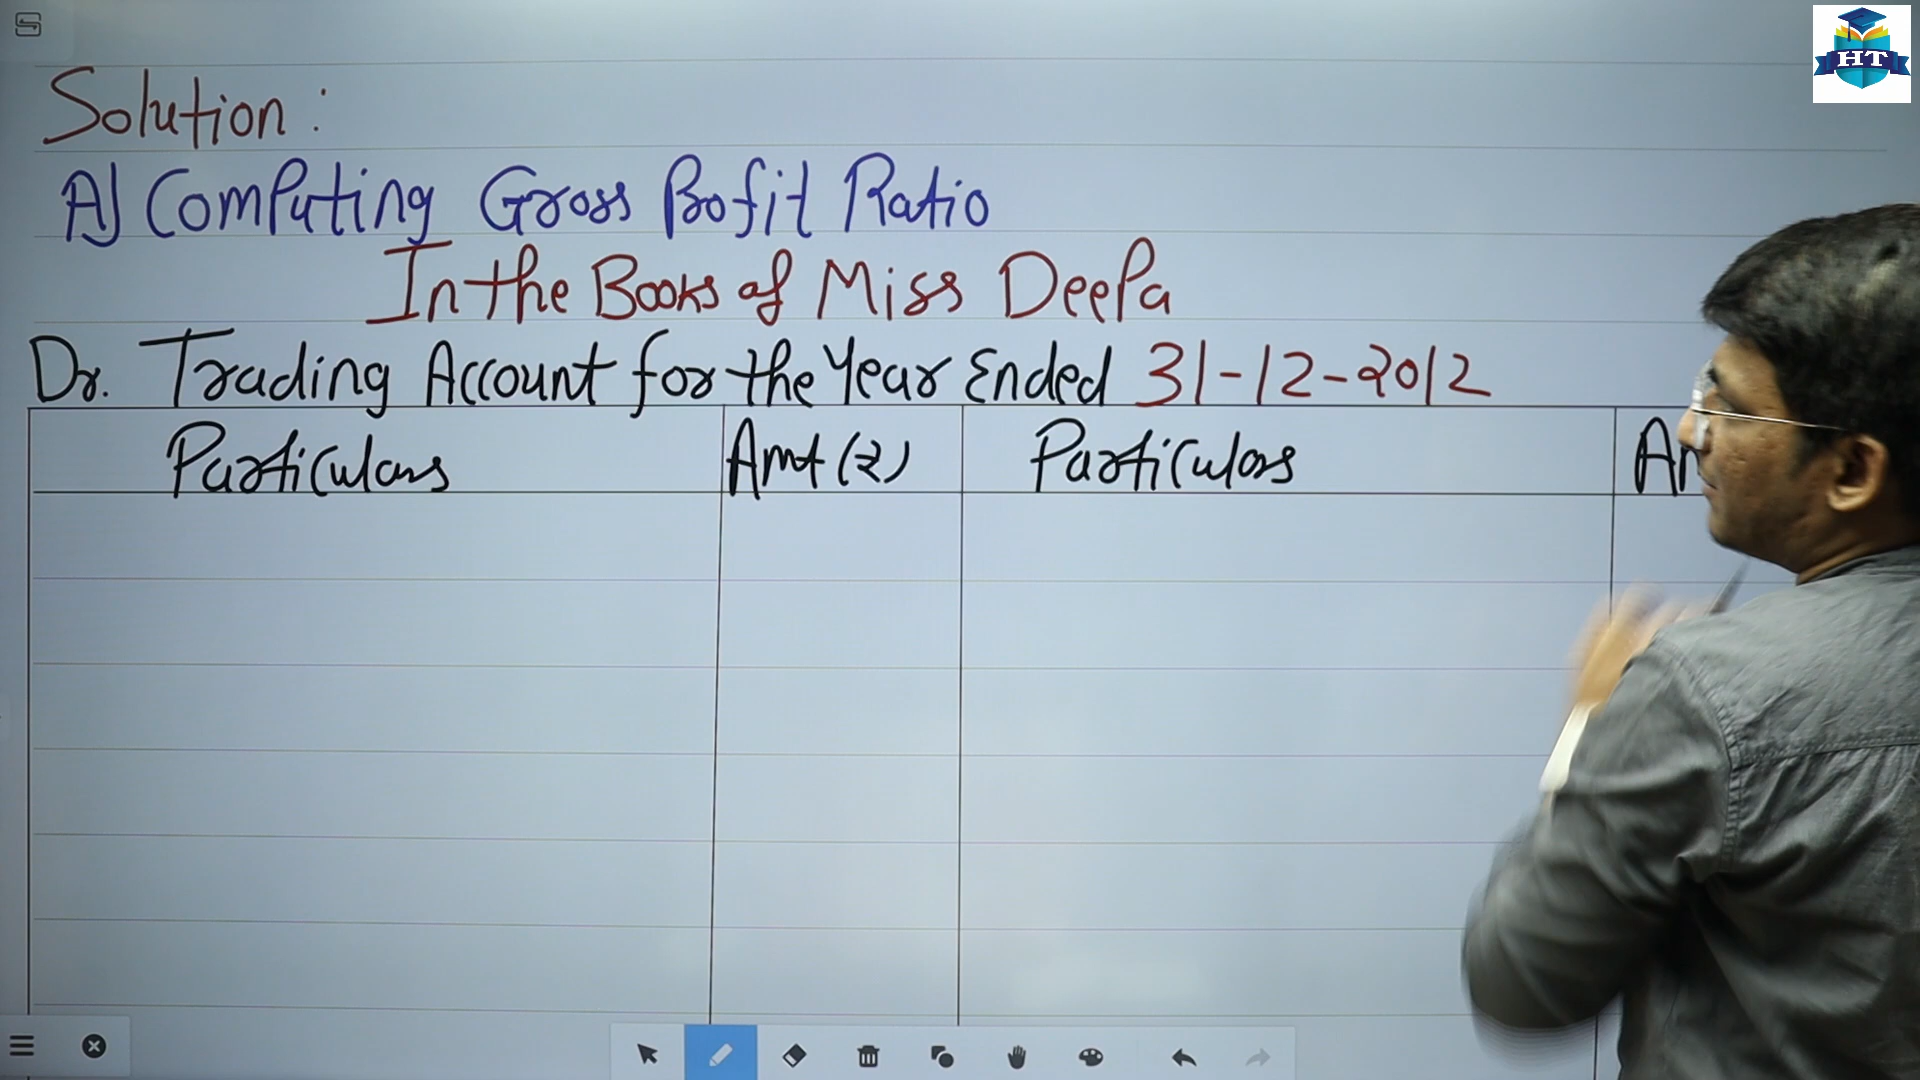 HT
Solution :
A) Computing Gross Profit Ratio
In the Books of Miss Deepa
Dr. Trading Account for the Year Ended 31-12-2012
Particulars Amt (₹) Particulars